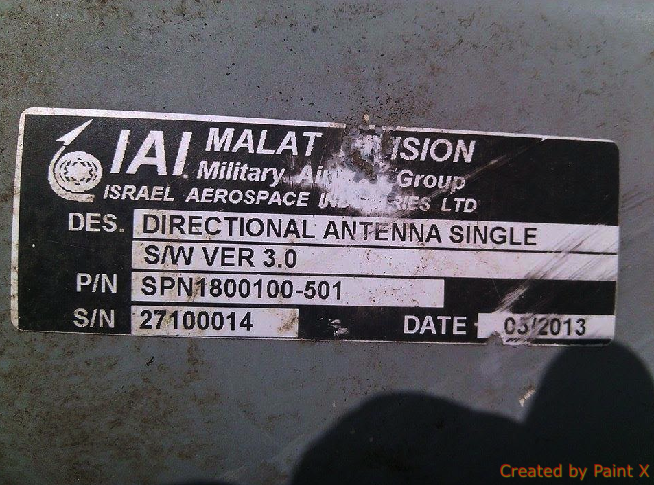 IAI MALAT
Military Group
ISRAEL AEROSPACE LTD
DES. DIRECTIONAL ANTENNA SINGLE
S/W VER 3.0
P/N SPN1800100-501
S/N 27100014 DATE 03/2013
Created by Paint X